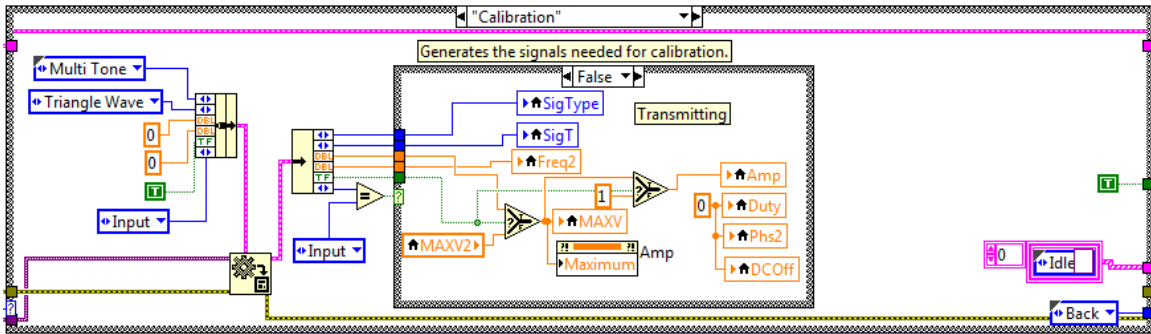 "Calibration"
Generates the signals needed for calibration.
Multi Tone
Triangle Wave
DBL
DBL
TF
0
0
T
Input
False
SigType
SigT
Transmitting
DBL
DBL
TF
Freq2
=
?
Input
MAXV2
?
T
F
MAXV
1
?
T
F
Amp
0
Duty
Phs2
DCOff
?!
?!
Amp
Maximum
T
0
Idle
?
Back